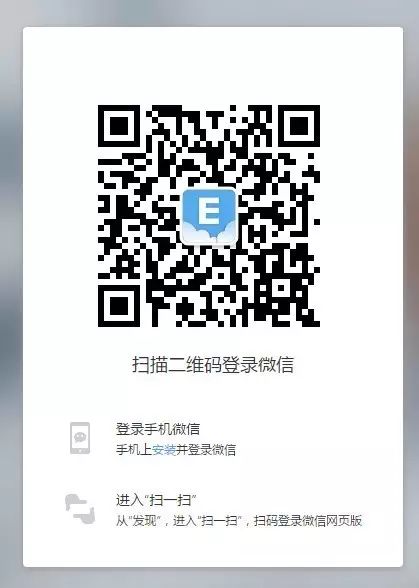 E
扫描二维码登录微信
登录手机微信
手机上安装并登录微信
进入“扫一扫”
从“发现”，进入“扫一扫”，扫码登录微信网页版